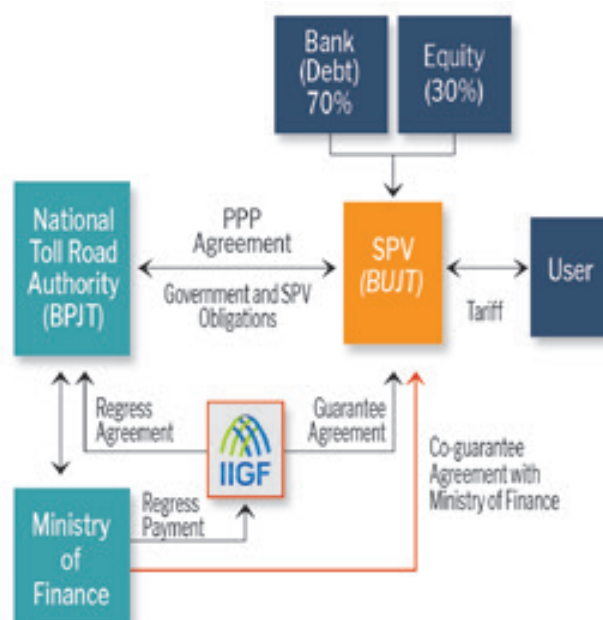 Bank
(Debt)
70%
Equity
(30%)
National
Toll Road
Authority
(BPJT)
PPP
Agreement
Government and SPV
Obligations
SPV
(BUJT)
Tariff
User
Regress
Agreement
IIGF
Guarantee
Agreement
Co-guarantee
Agreement with
Ministry of Finance
Regress
Payment
Ministry
of
Finance